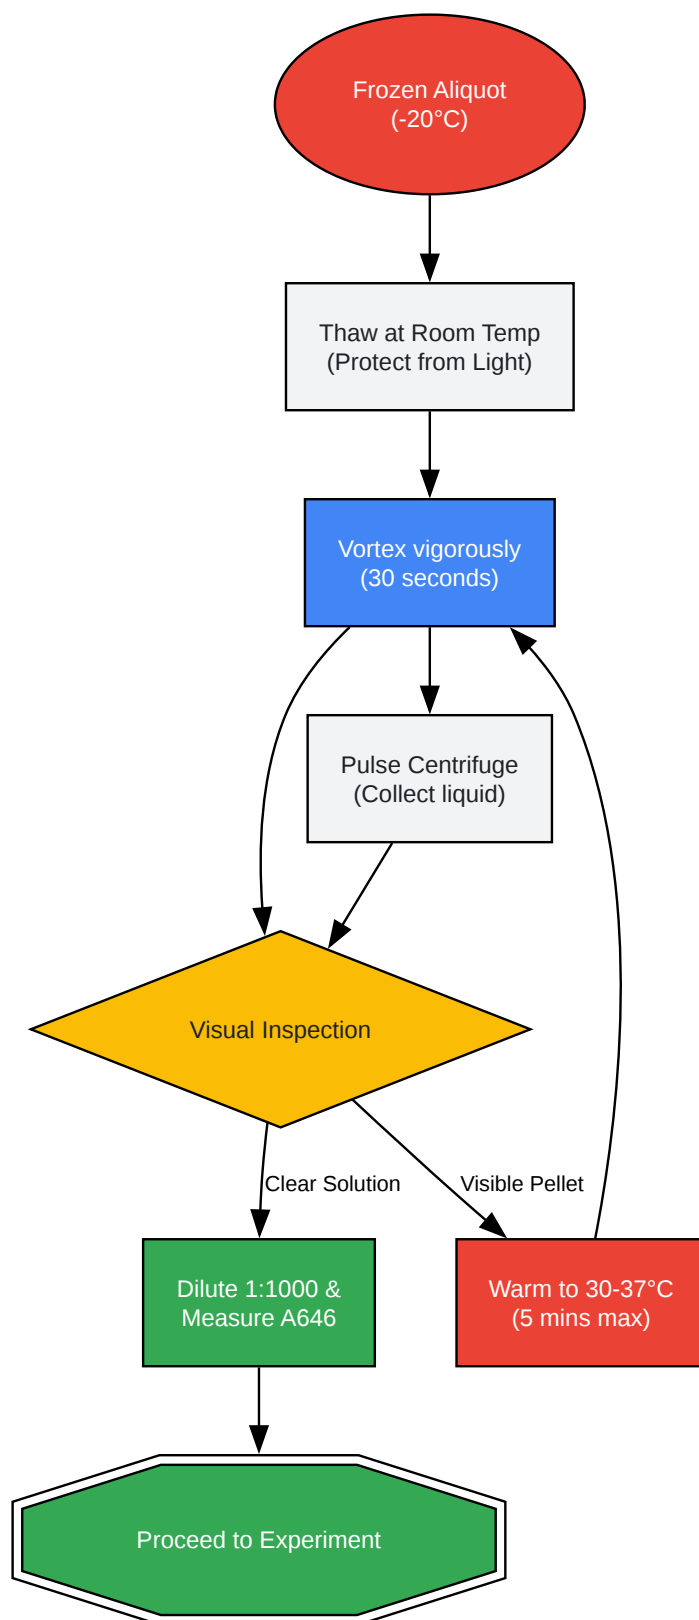 Frozen Aliquot
(-20°C)
Thaw at Room Temp
(Protect from Light)
Vortex vigorously
(30 seconds)
Pulse Centrifuge
(Collect liquid)
Visual Inspection
Clear Solution
Visible Pellet
Dilute 1:1000 &
Measure A646
Warm to 30-37°C
(5 mins max)
Proceed to Experiment